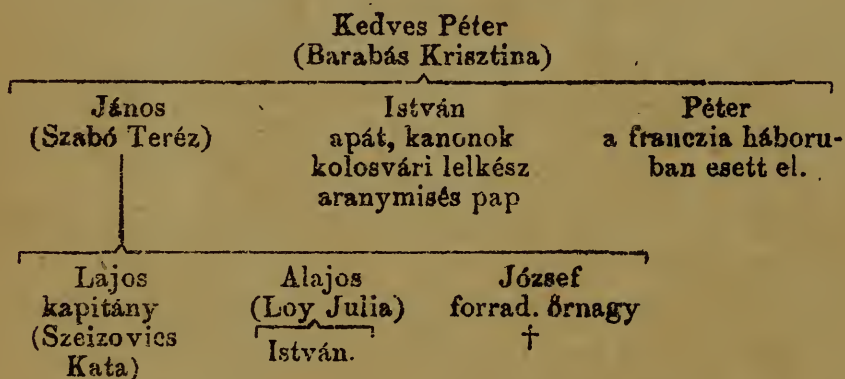 Kedves Péter
(Barabás Krisztina)
János
(Szabó Teréz)
István
apát, kanonok
kolosvári lelkész
aranymisés pap
Péter
a franczia háboru-
ban esett el.
Lajos
kapitány
(Szeizovics
Kata)
Alajos
(Loy Julia)
István.
József
forrad. őrnagy
†